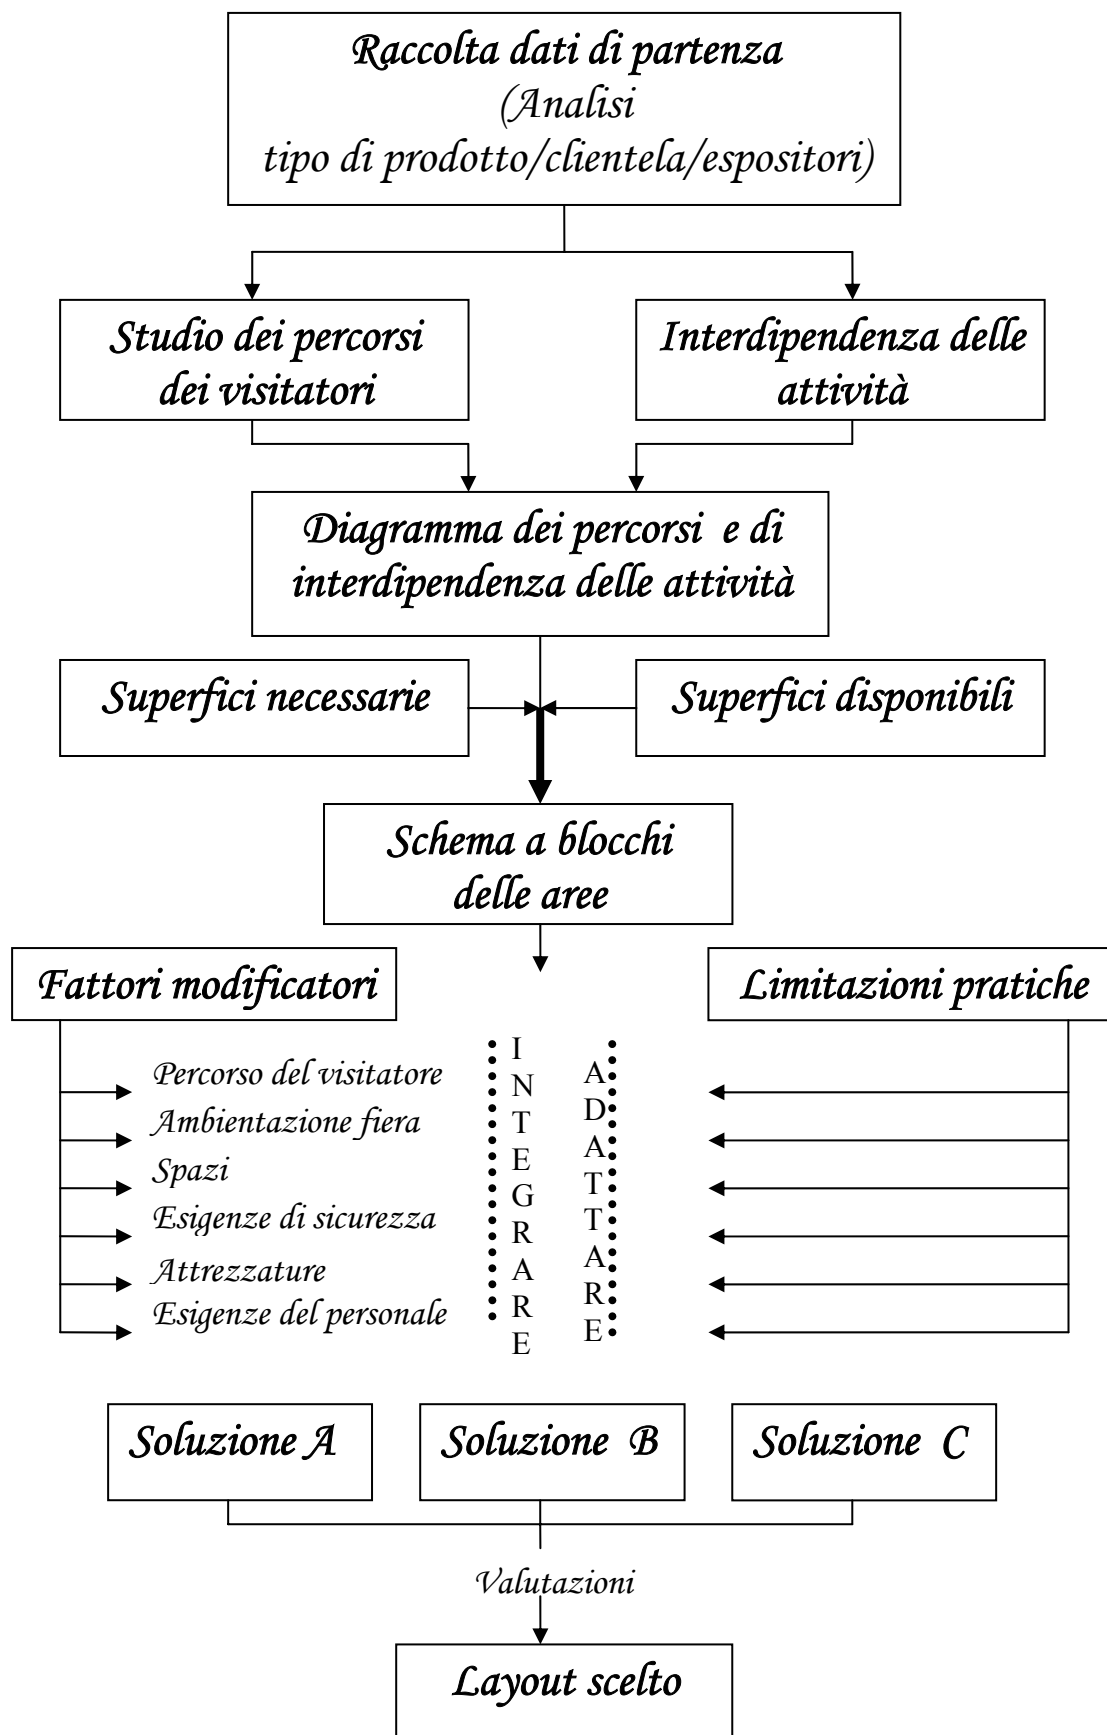 Raccolta dati di partenza
(Analisi
tipo di prodotto/clientela/espositori)
Studio dei percorsi
dei visitatori
Interdipendenza delle
attività
Diagramma dei percorsi e di
interdipendenza delle attività
Superfici necessarie
Superfici disponibili
Schema a blocchi
delle aree
Fattori modificatori
Limitazioni pratiche
Percorso del visitatore
Ambientazione fiera
Spazi
Esigenze di sicurezza
Attrezzature
Esigenze del personale
INTEGRARE
ADATTARE
Soluzione A
Soluzione B
Soluzione C
Valutazioni
Layout scelto